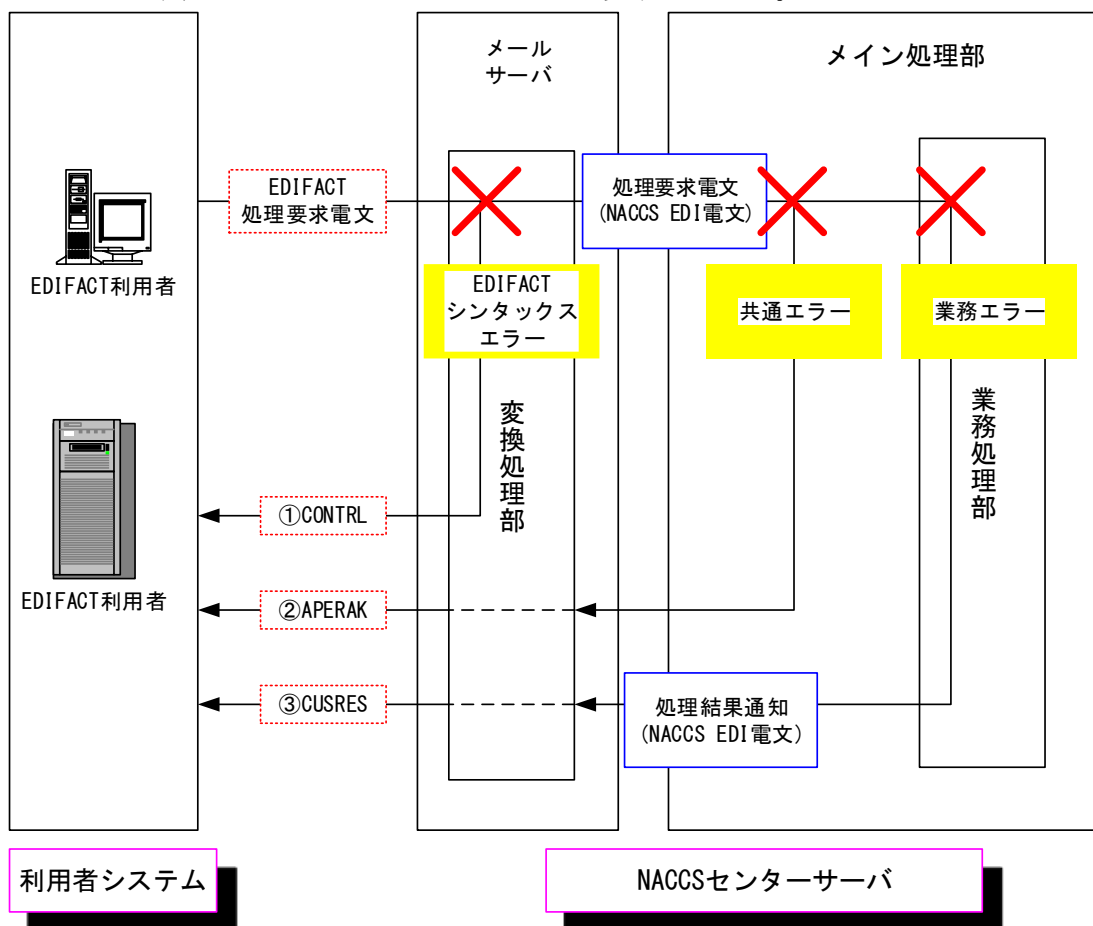 メール
サーバ
メイン処理部
EDIFACT
処理要求電文
処理要求電文
(NACCS EDI電文)
EDIFACT利用者
EDIFACT
シンタックス
エラー
共通エラー
業務エラー
変換処理部
業務処理部
①CONTRL
EDIFACT利用者
②APERAK
③CUSRES
処理結果通知
(NACCS EDI電文)
利用者システム
NACCSセンターサーバ